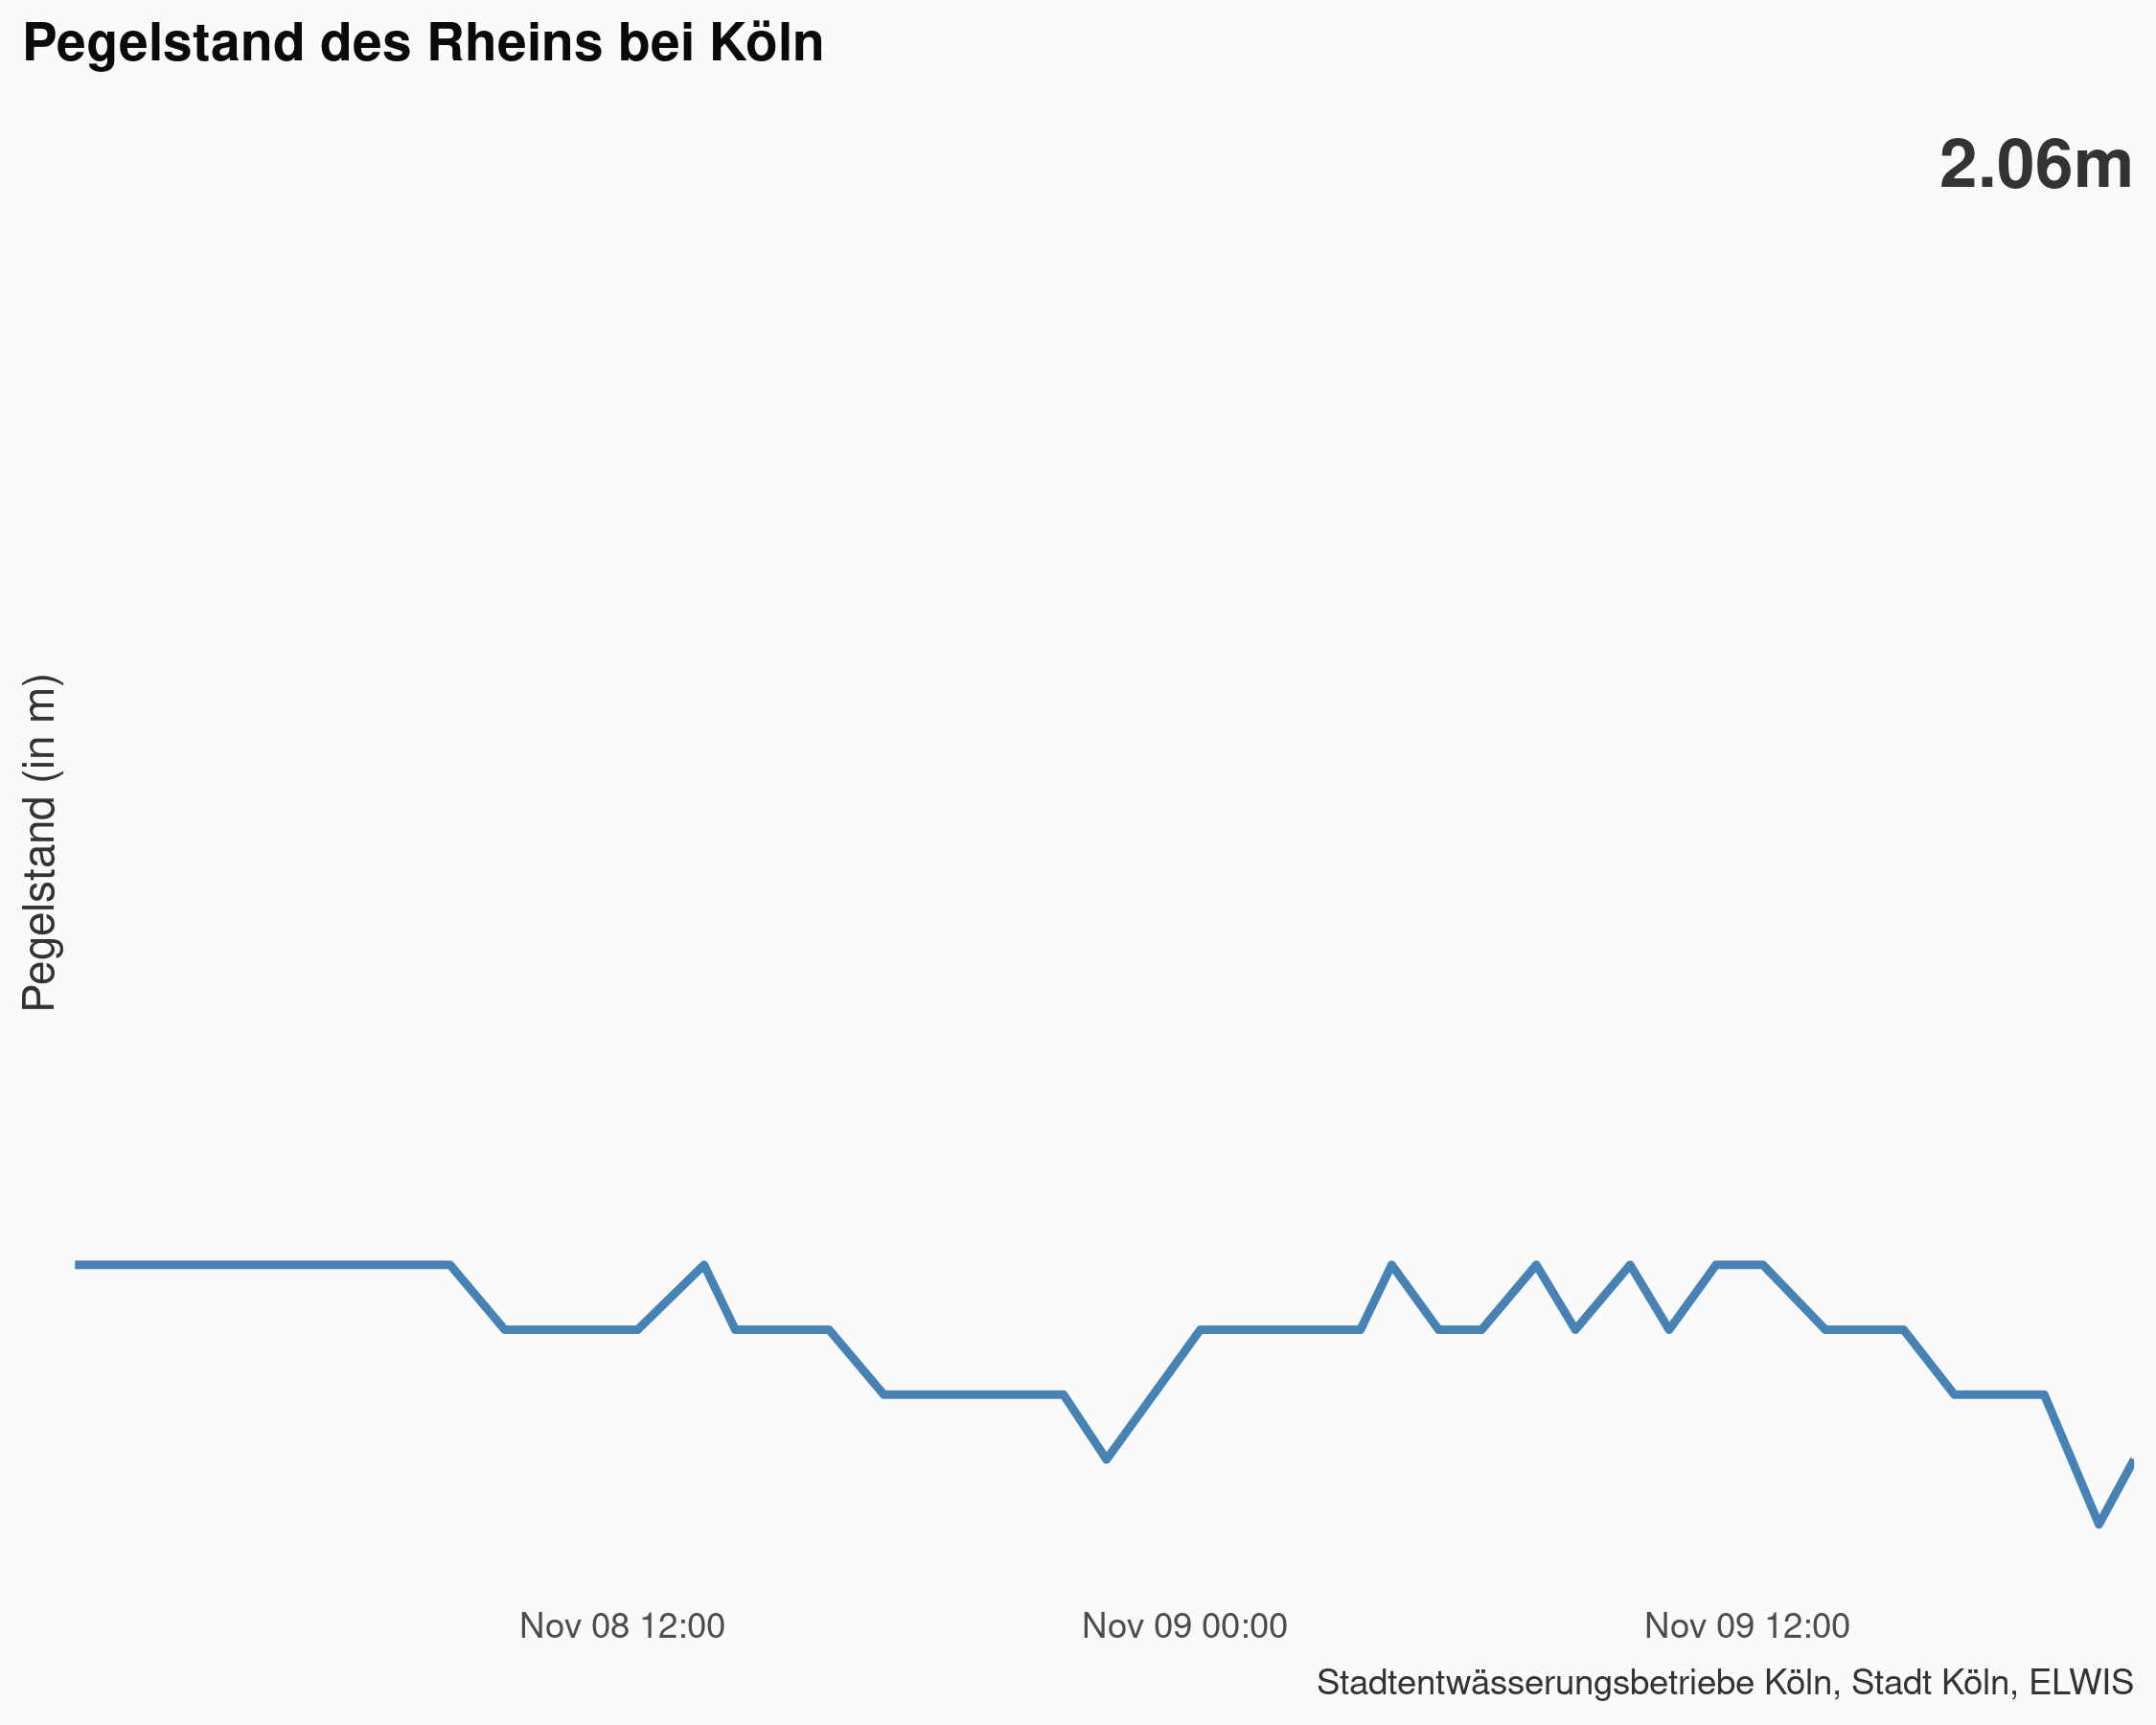 Pegelstand des Rheins bei Köln
2.06m
Pegelstand (in m)
Nov 08 12:00
Nov 09 00:00
Nov 09 12:00
Stadtentwässerungsbetriebe Köln, Stadt Köln, ELWIS